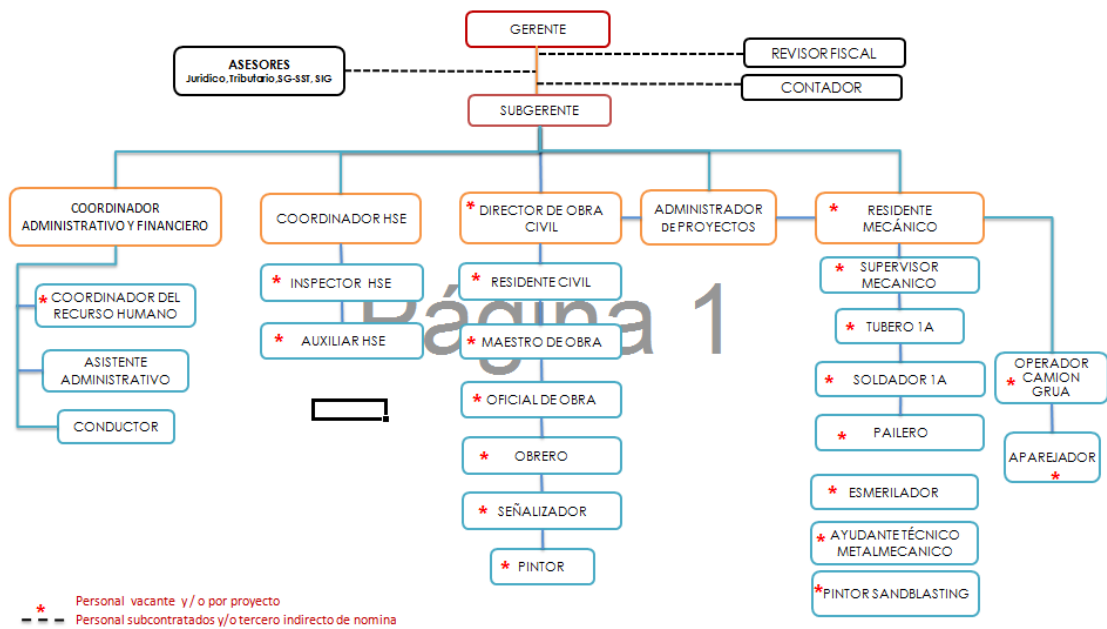 GERENTE
ASESORES
Jurídico,Tributario,SG-SST, SIG
REVISOR FISCAL
CONTADOR
SUBGERENTE
COORDINADOR
ADMINISTRATIVO Y FINANCIERO
COORDINADOR HSE
* DIRECTOR DE OBRA
CIVIL
ADMINISTRADOR
DE PROYECTOS
* RESIDENTE
MECÁNICO
* COORDINADOR DEL
RECURSO HUMANO
ASISTENTE
ADMINISTRATIVO
CONDUCTOR
* INSPECTOR HSE
* AUXILIAR HSE
* RESIDENTE CIVIL
* MAESTRO DE OBRA
* OFICIAL DE OBRA
* OBRERO
* SEÑALIZADOR
* PINTOR
* SUPERVISOR
MECANICO
* TUBERO 1A
* SOLDADOR 1A
* PAILERO
* ESMERILADOR
* AYUDANTE TÉCNICO
METALMECANICO
*PINTOR SANDBLASTING
OPERADOR
* CAMION
GRUA
APAREJADOR
*
Página 1
* Personal vacante y/o por proyecto
--- Personal subcontratados y/o tercero indirecto de nomina